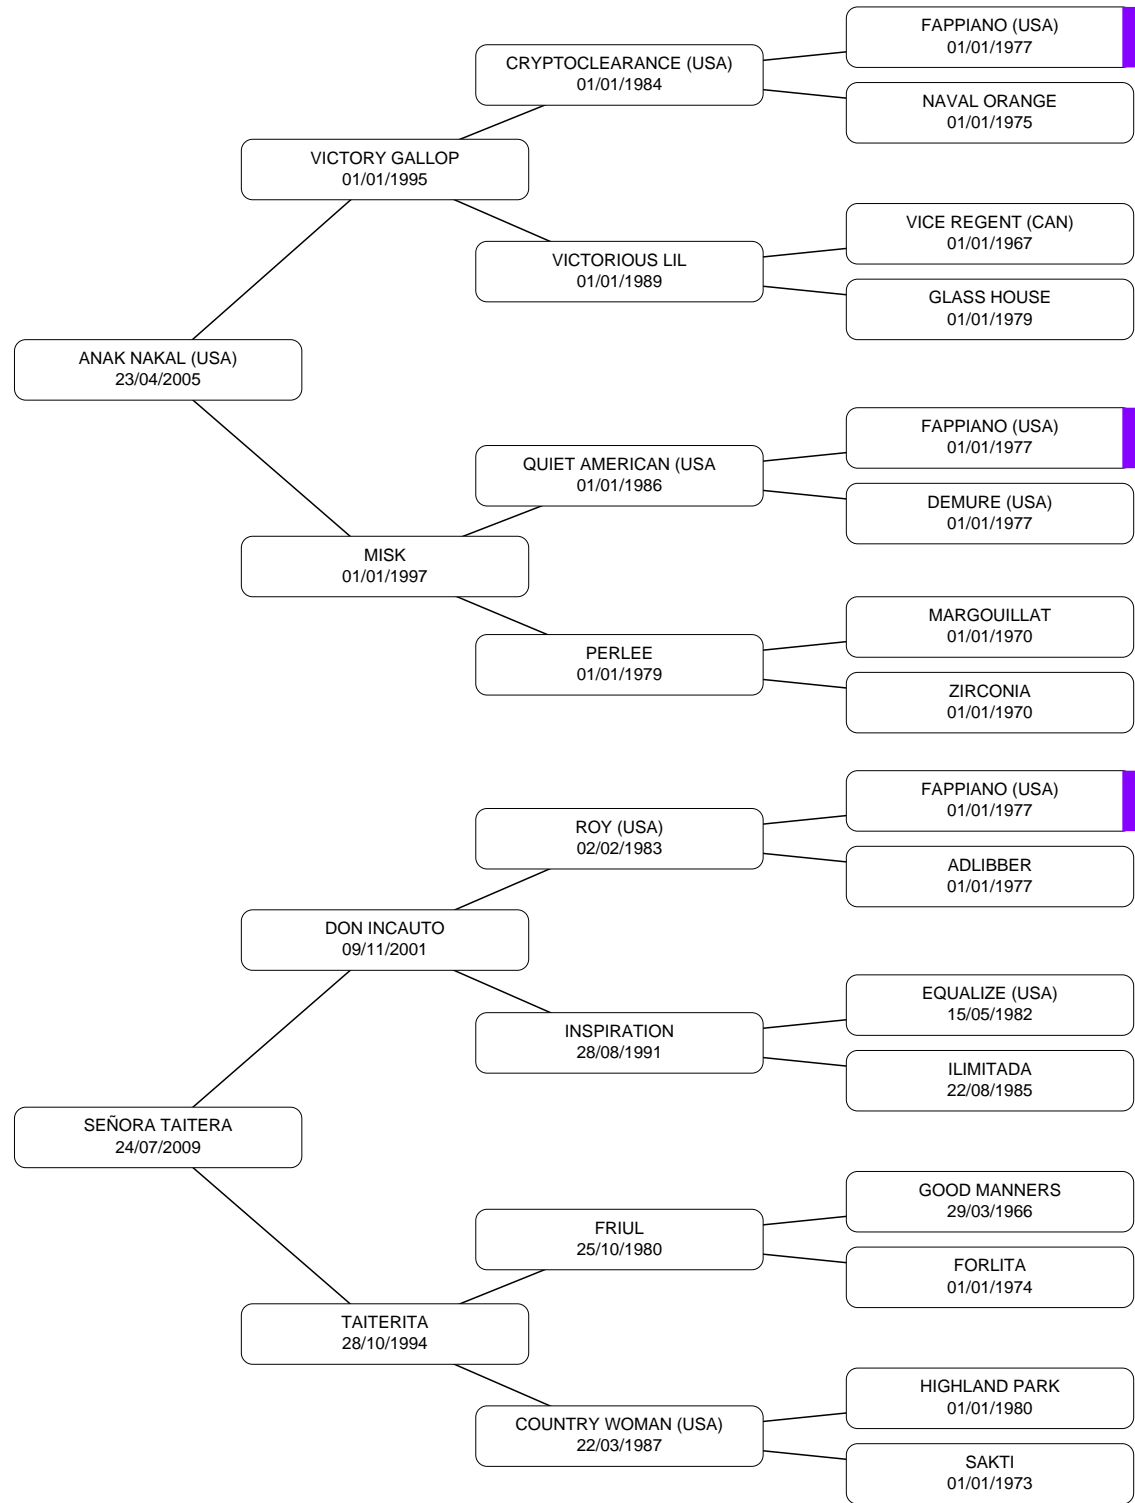 FAPPIANO (USA)
01/01/1977
CRYPTOCLEARANCE (USA)
01/01/1984
NAVAL ORANGE
01/01/1975
VICTORY GALLOP
01/01/1995
VICE REGENT (CAN)
01/01/1967
VICTORIOUS LIL
01/01/1989
GLASS HOUSE
01/01/1979
ANAK NAKAL (USA)
23/04/2005
FAPPIANO (USA)
01/01/1977
QUIET AMERICAN (USA
01/01/1986
DEMURE (USA)
01/01/1977
MISK
01/01/1997
MARGOUILLAT
01/01/1970
PERLEE
01/01/1979
ZIRCONIA
01/01/1970
FAPPIANO (USA)
01/01/1977
ROY (USA)
02/02/1983
ADLIBBER
01/01/1977
DON INCAUTO
09/11/2001
EQUALIZE (USA)
15/05/1982
INSPIRATION
28/08/1991
ILIMITADA
22/08/1985
SEÑORA TAITERA
24/07/2009
GOOD MANNERS
29/03/1966
FRIUL
25/10/1980
FORLITA
01/01/1974
TAITERITA
28/10/1994
HIGHLAND PARK
01/01/1980
COUNTRY WOMAN (USA)
22/03/1987
SAKTI
01/01/1973